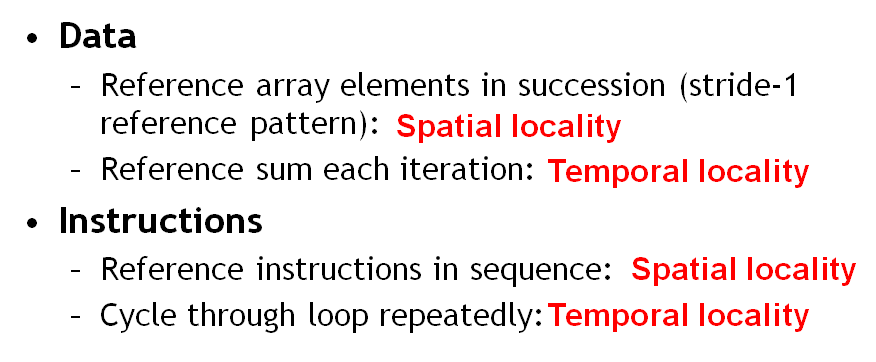 • Data
- Reference array elements in succession (stride-1
reference pattern): Spatial locality
- Reference sum each iteration: Temporal locality
• Instructions
- Reference instructions in sequence: Spatial locality
- Cycle through loop repeatedly: Temporal locality